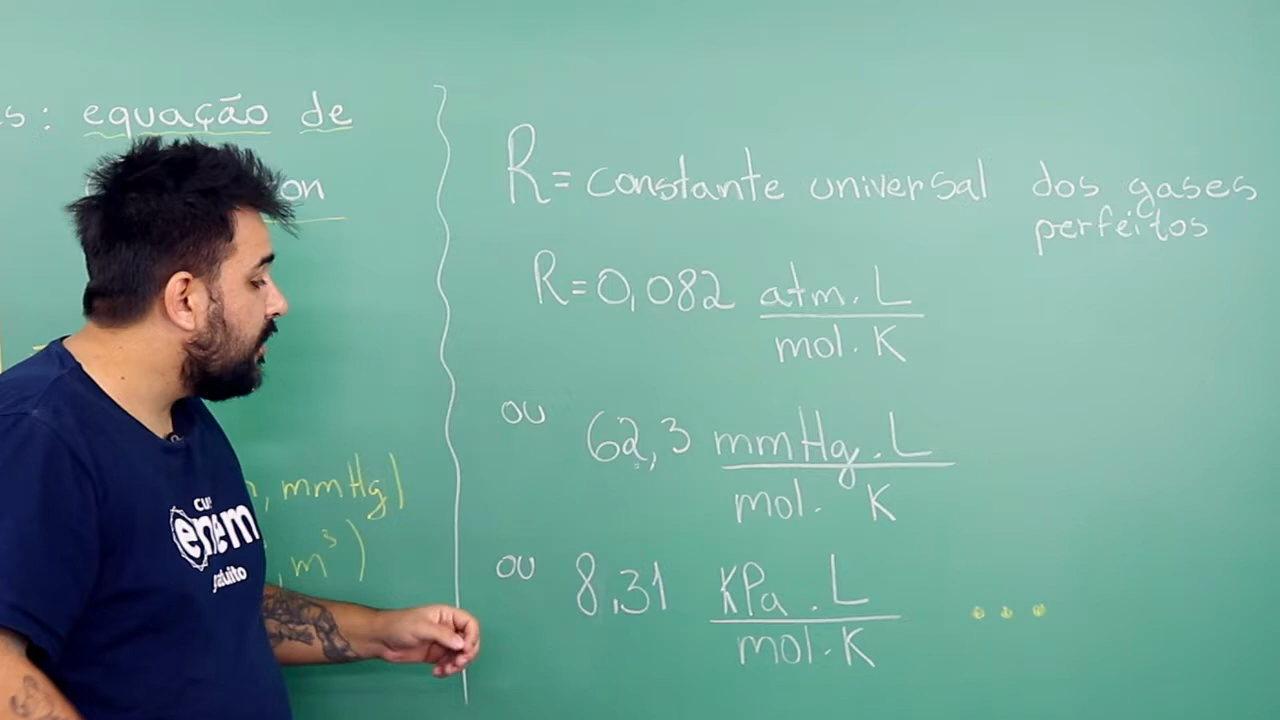 s: equação de
on
, mmHg)
, m³)
R= constante universal dos gases
perfeitos
R=0,082 atm. L
mol. K
ou 62,3 mmHg. L
mol. K
ou 8,31 KPa. L
mol. K
...
enem